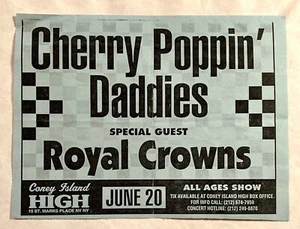 Cherry Poppin'
Daddies
SPECIAL GUEST
Royal Crowns
Coney Island
HIGH
15 ST. MARKS PLACE NY NY
JUNE 20
ALL AGES SHOW
TIX AVAILABLE AT CONEY ISLAND HIGH BOX OFFICE.
FOR INFO CALL: (212) 674-7959
CONCERT HOTLINE: (212) 249-8870